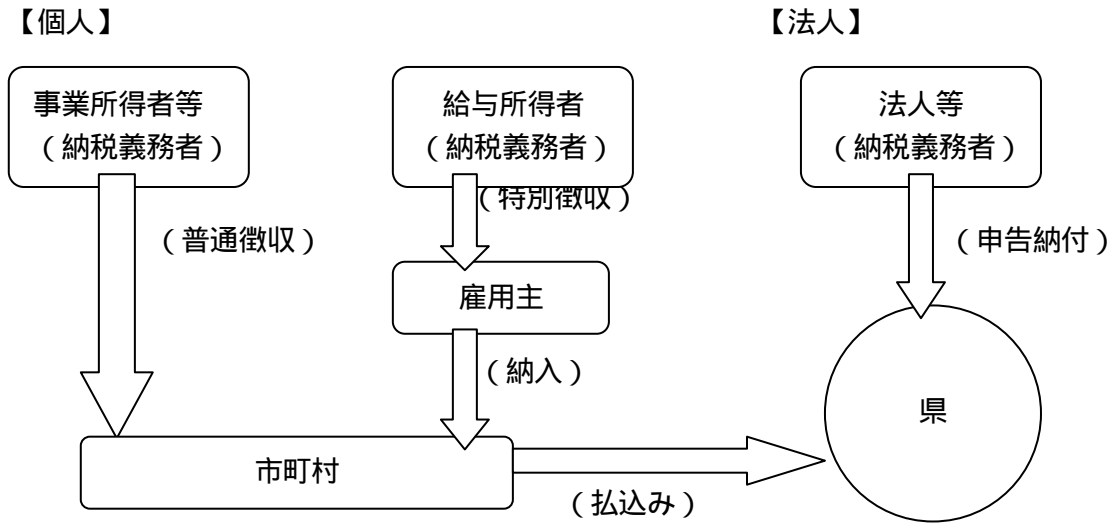 【個人】
【法人】
事業所得者等
（納税義務者）
給与所得者
（納税義務者）
法人等
（納税義務者）
（特別徴収）
（普通徴収）
（申告納付）
雇用主
（納入）
県
市町村
（払込み）